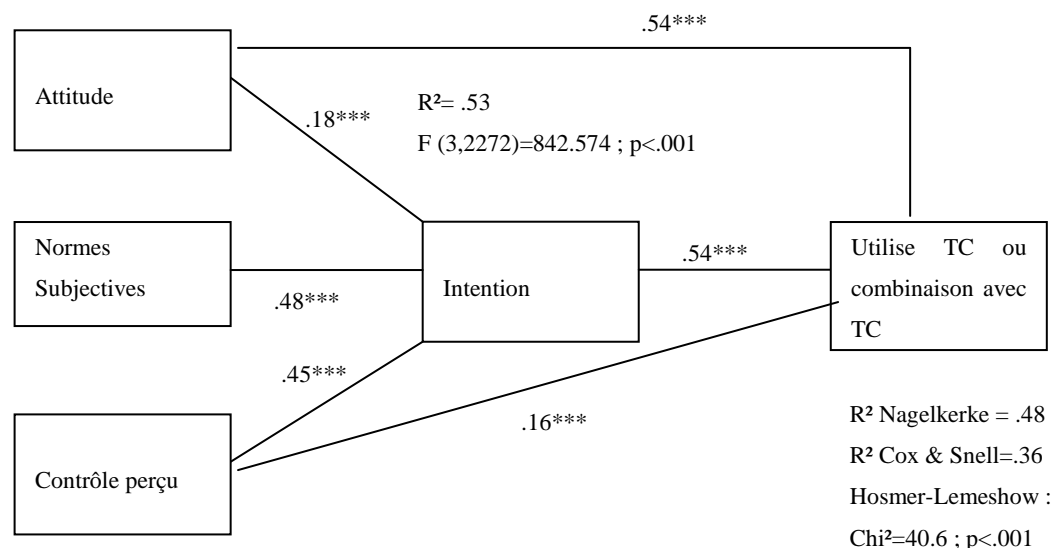 .54***
Attitude
R²= .53
.18***
F (3,2272)=842.574 ; p<.001
Normes
Subjectives
.48***
Intention
.54***
Utilise TC ou
combinaison avec
TC
.45***
.16***
Contrôle perçu
R² Nagelkerke = .48
R² Cox & Snell=.36
Hosmer-Lemeshow :
Chi²=40.6 ; p<.001